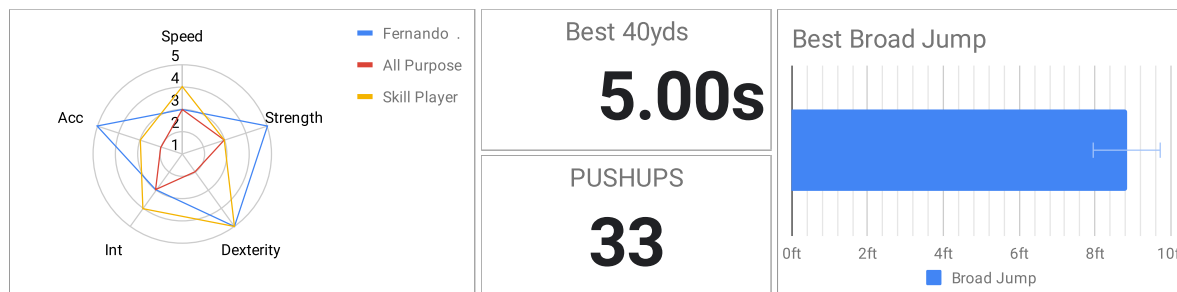 Speed
5
4
3
2
1
Acc
Strength
Int
Dexterity
Fernando .
All Purpose
Skill Player
Best 40yds
5.00s
PUSHUPS
33
Best Broad Jump
0ft 2ft 4ft 6ft 8ft 10f
Broad Jump